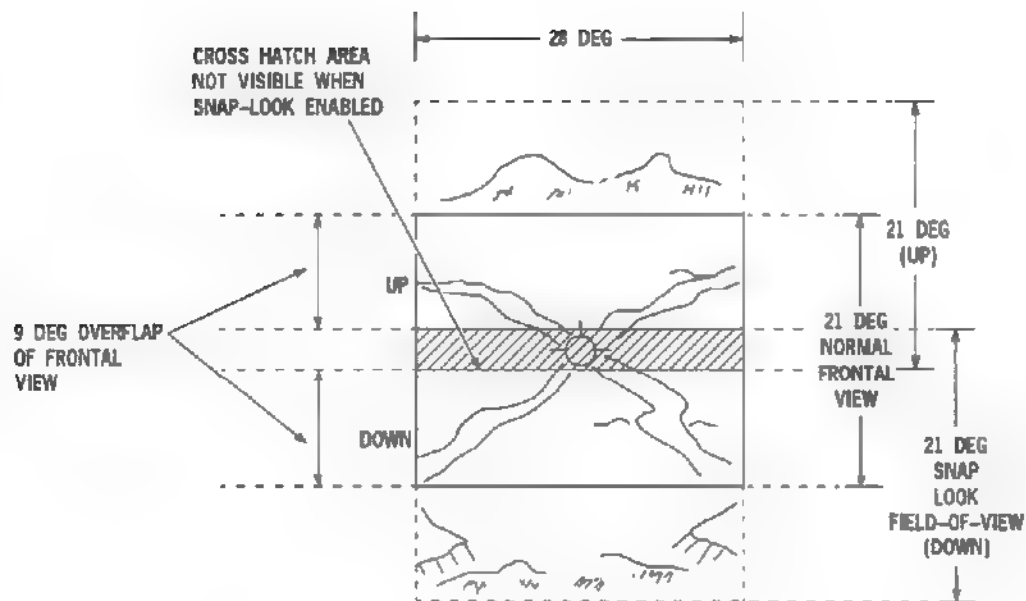 28 DEG
CROSS HATCH AREA
NOT VISIBLE WHEN
SNAP-LOOK ENABLED
21 DEG
(UP)
UP
9 DEG OVERFLAP
OF FRONTAL
VIEW
21 DEG
NORMAL
FRONTAL
VIEW
DOWN
21 DEG
SNAP
LOOK
FIELD-OF-VIEW
(DOWN)